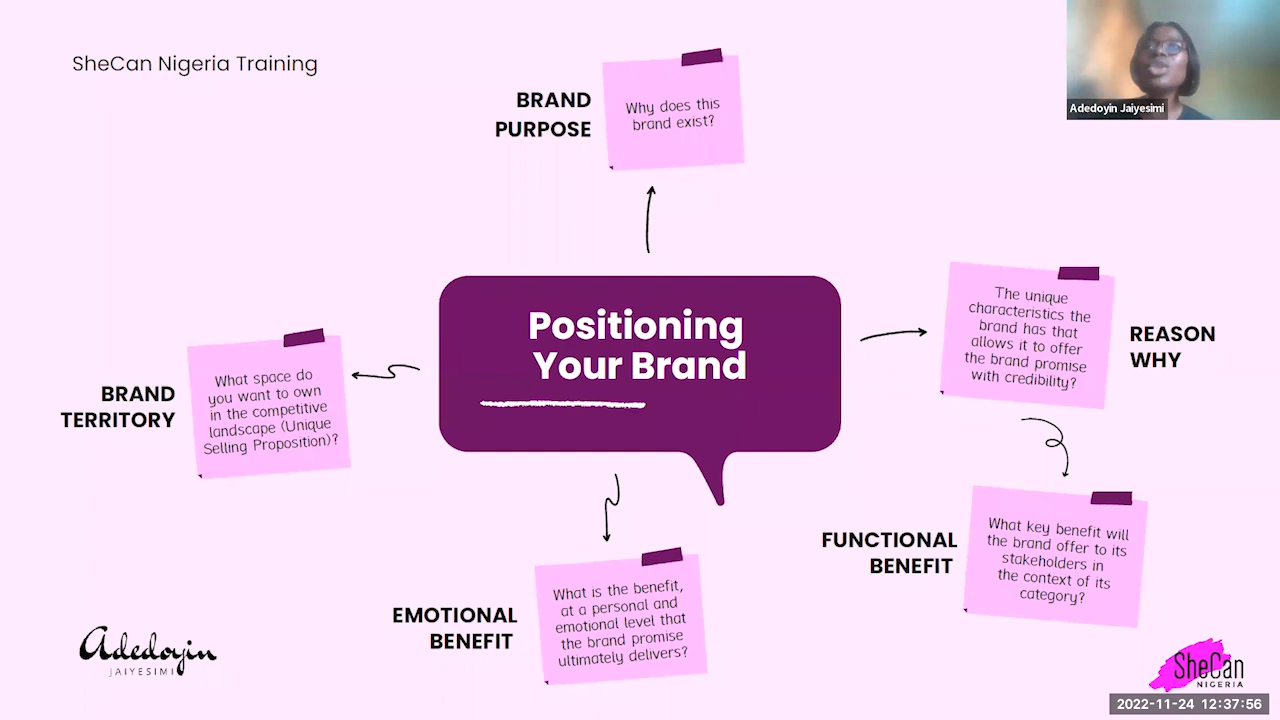 SheCan Nigeria Training
Adedoyin Jaiyesimi
BRAND
PURPOSE
Why does this
brand exist?
Positioning
Your Brand
The unique
characteristics the
brand has that
allows it to offer
the brand promise
with credibility?
REASON
WHY
BRAND
TERRITORY
What space do
you want to own
in the competitive
landscape (Unique
Selling Proposition)?
FUNCTIONAL
BENEFIT
What key benefit will
the brand offer to its
stakeholders in
the context of its
category?
EMOTIONAL
BENEFIT
What is the benefit,
at a personal and
emotional level that
the brand promise
ultimately delivers?
Adedoyin
JAIYESIMI
SheCan
NIGERIA
2022-11-24 12:37:56